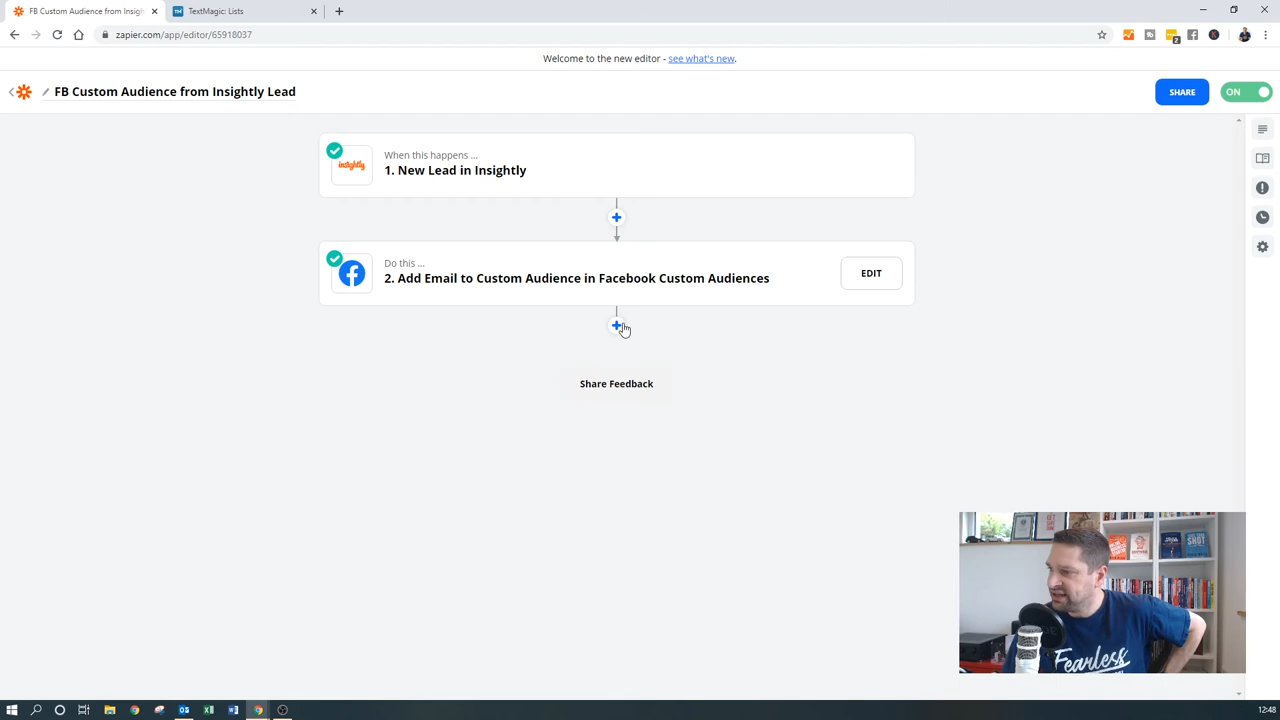 FB Custom Audience from Insigh
TextMagic: Lists
zapier.com/app/editor/65918037
2
Welcome to the new editor - see what's new.
FB Custom Audience from Insightly Lead
SHARE
ON
When this happens ...
insightly
1. New Lead in Insightly
Do this ...
2. Add Email to Custom Audience in Facebook Custom Audiences
EDIT
Share Feedback
Fearless
12:48